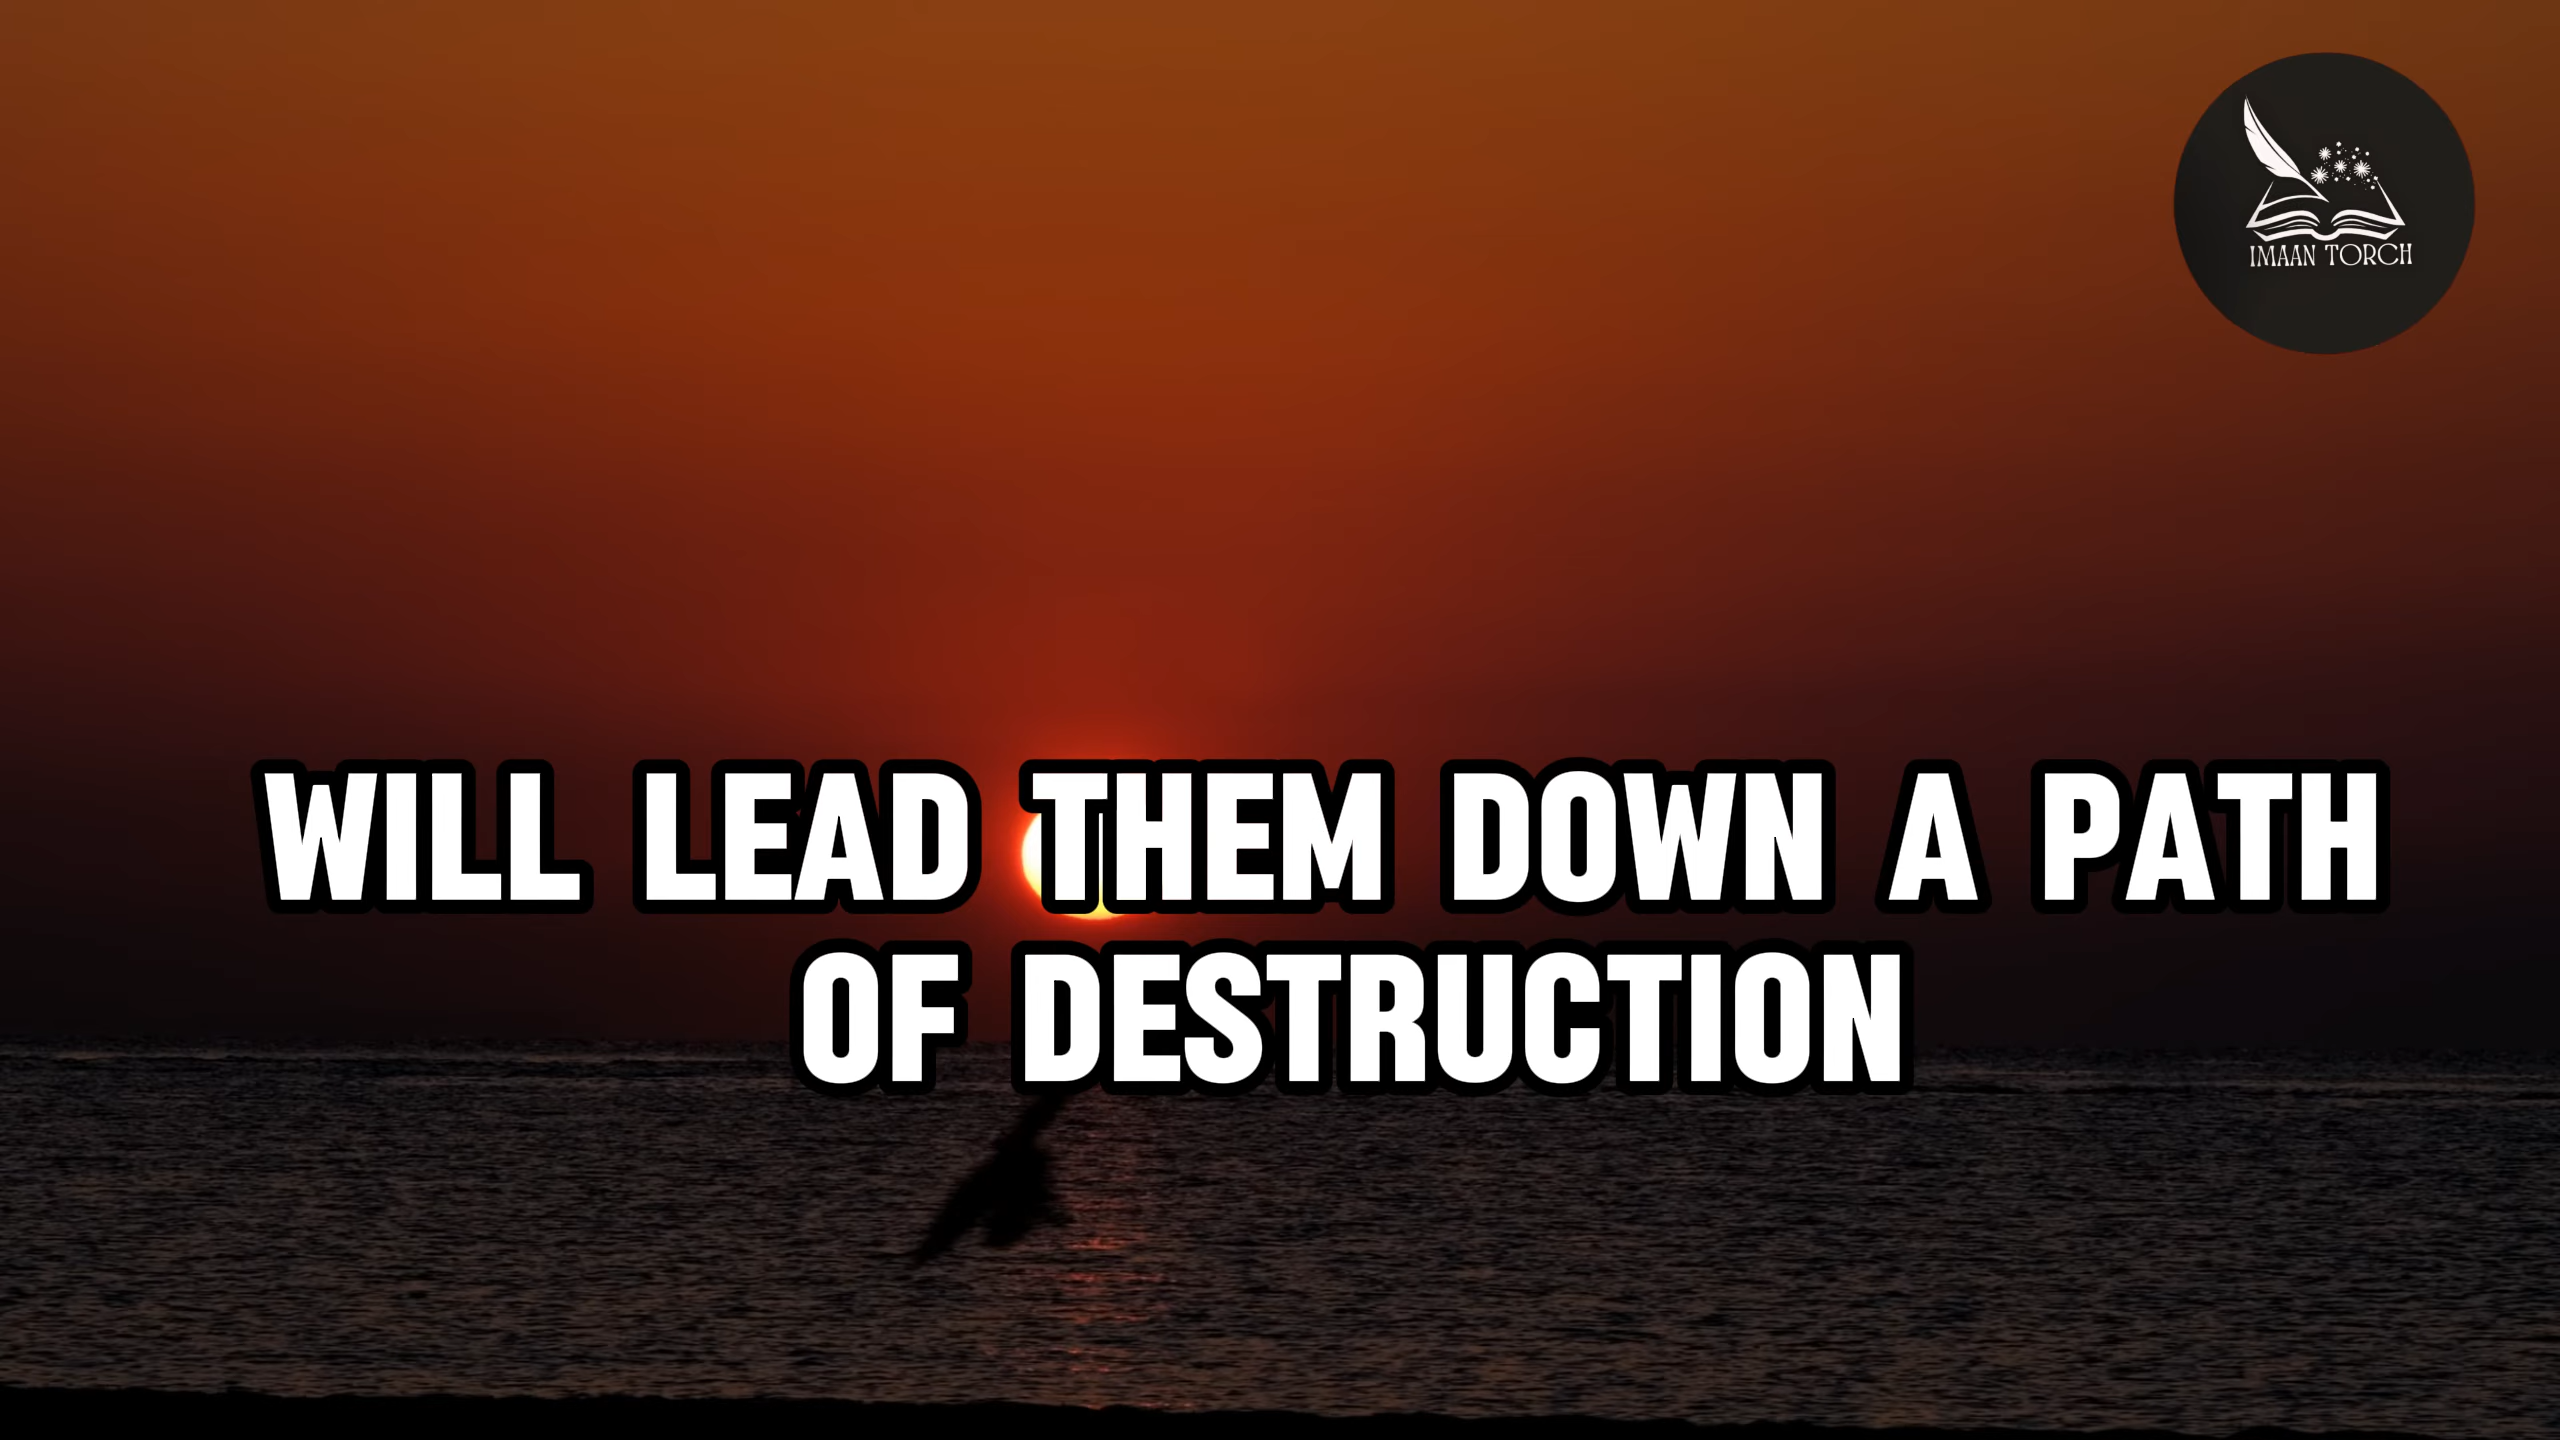 IMAAN TORCH
WILL LEAD THEM DOWN A PATH
OF DESTRUCTION